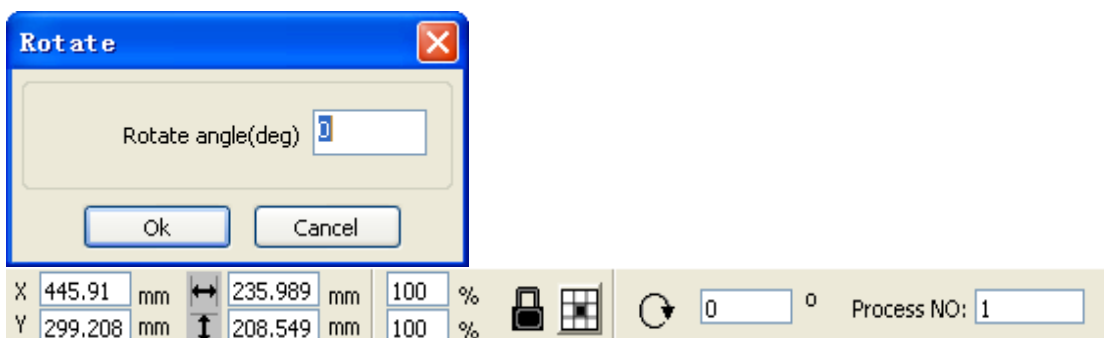 Rotate
Rotate angle(deg) 0
Ok Cancel
X 445.91 mm 235.989 mm 100 % 0 ° Process NO: 1
Y 299.208 mm 208.549 mm 100 %